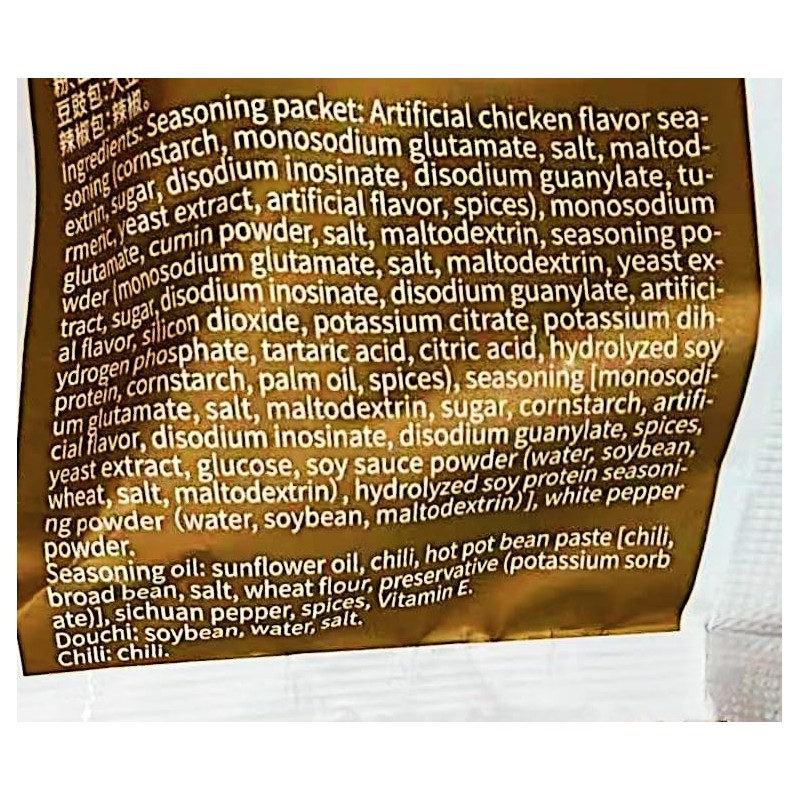 豆豉包:大豆
辣椒包:辣椒。
Ingredients: Seasoning packet: Artificial chicken flavor sea-
soning (cornstarch, monosodium glutamate, salt, maltod-
extrin, sugar, disodium inosinate, disodium guanylate, tu-
rmeric, yeast extract, artificial flavor, spices), monosodium
glutamate, cumin powder, salt, maltodextrin, seasoning po-
wder [monosodium glutamate, salt, maltodextrin, yeast ex-
tract, sugar, disodium inosinate, disodium guanylate, artifici-
al flavor, silicon dioxide, potassium citrate, potassium dih-
ydrogen phosphate, tartaric acid, citric acid, hydrolyzed soy
protein, cornstarch, palm oil, spices), seasoning [monosodi-
um glutamate, salt, maltodextrin, sugar, cornstarch, artifi-
cial flavor, disodium inosinate, disodium guanylate, spices,
yeast extract, glucose, soy sauce powder (water, soybean,
wheat, salt, maltodextrin), hydrolyzed soy protein seasoni-
ng powder (water, soybean, maltodextrin)], white pepper
powder.
Seasoning oil: sunflower oil, chili, hot pot bean paste [chili,
broad bean, salt, wheat flour, preservative (potassium sorb
ate)], sichuan pepper, spices, Vitamin E.
Douchi: soybean, water, salt.
Chili: chili.